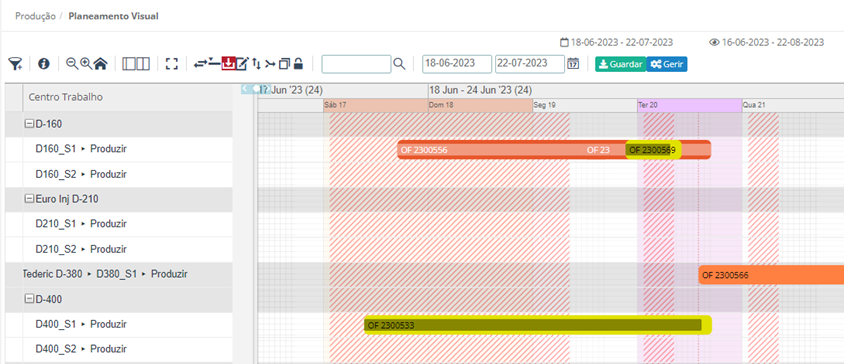 Produção / Planeamento Visual
18-06-2023 - 22-07-2023 16-06-2023 - 22-08-2023
18-06-2023 22-07-2023 Guardar Gerir
Centro Trabalho
Jun '23 (24) 18 Jun - 24 Jun '23 (24)
Sáb 17 Dom 18 Seg 19 Ter 20 Qua 21
D-160
D160_S1 ‣ Produzir OF 2300556 OF 23 OF 2300569
D160_S2 ‣ Produzir
Euro Inj D-210
D210_S1 ‣ Produzir
D210_S2 ‣ Produzir
Tederic D-380 ‣ D380_S1 ‣ Produzir OF 2300566
D-400
D400_S1 ‣ Produzir OF 2300533
D400_S2 ‣ Produzir